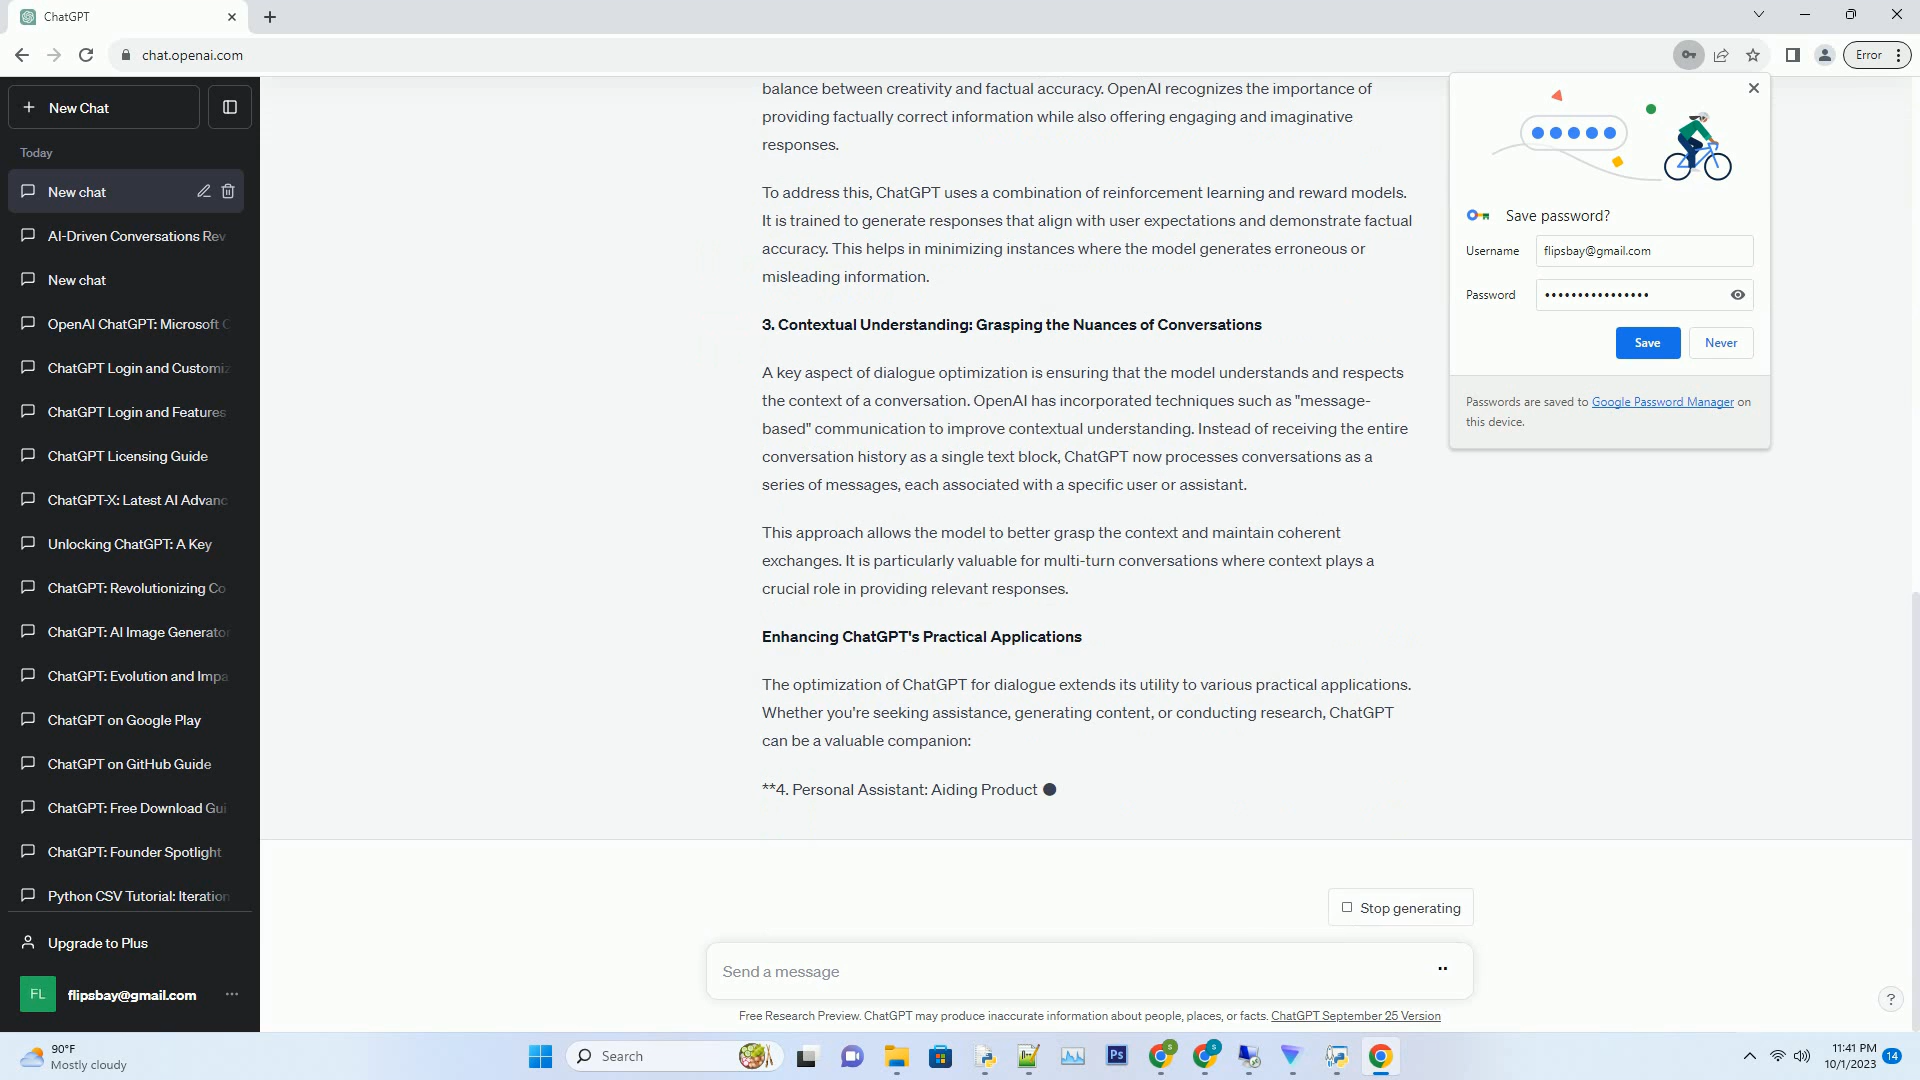 ChatGPT
chat.openai.com
Error
New Chat
Today
New chat
AI-Driven Conversations Rev
New chat
OpenAI ChatGPT: Microsoft C
ChatGPT Login and Customiz
ChatGPT Login and Features
ChatGPT Licensing Guide
ChatGPT-X: Latest AI Advanc
Unlocking ChatGPT: A Key
ChatGPT: Revolutionizing Co
ChatGPT: AI Image Generator
ChatGPT: Evolution and Impa
ChatGPT on Google Play
ChatGPT on GitHub Guide
ChatGPT: Free Download Gui
ChatGPT: Founder Spotlight
Python CSV Tutorial: Iteration
Upgrade to Plus
FL
flipsbay@gmail.com
balance between creativity and factual accuracy. OpenAI recognizes the importance of
providing factually correct information while also offering engaging and imaginative
responses.
To address this, ChatGPT uses a combination of reinforcement learning and reward models.
It is trained to generate responses that align with user expectations and demonstrate factual
accuracy. This helps in minimizing instances where the model generates erroneous or
misleading information.
3. Contextual Understanding: Grasping the Nuances of Conversations
A key aspect of dialogue optimization is ensuring that the model understands and respects
the context of a conversation. OpenAI has incorporated techniques such as "message-
based" communication to improve contextual understanding. Instead of receiving the entire
conversation history as a single text block, ChatGPT now processes conversations as a
series of messages, each associated with a specific user or assistant.
This approach allows the model to better grasp the context and maintain coherent
exchanges. It is particularly valuable for multi-turn conversations where context plays a
crucial role in providing relevant responses.
Enhancing ChatGPT's Practical Applications
The optimization of ChatGPT for dialogue extends its utility to various practical applications.
Whether you're seeking assistance, generating content, or conducting research, ChatGPT
can be a valuable companion:
**4. Personal Assistant: Aiding Product
Stop generating
Send a message
Free Research Preview. ChatGPT may produce inaccurate information about people, places, or facts. ChatGPT September 25 Version
?
Save password?
Username
flipsbay@gmail.com
Password
••••••••••••••••
Save
Never
Passwords are saved to Google Password Manager on
this device.
90°F
Mostly cloudy
Search
Ps
S
S
11:41 PM
10/1/2023
14